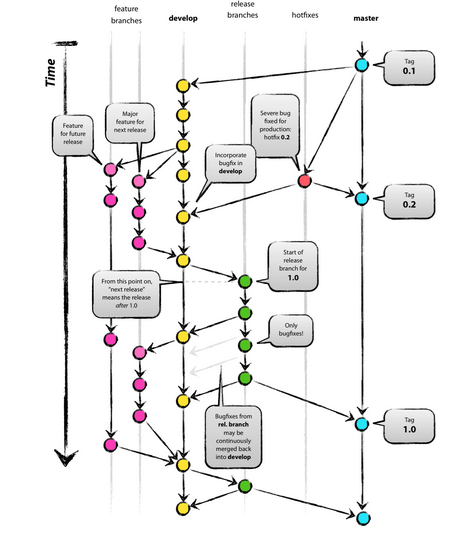 feature
branches
develop
release
branches
hotfixes
master
Time
Tag
0.1
Major
feature for
next release
Severe bug
fixed for
production:
hotfix 0.2
Feature
for future
release
Incorporate
bugfix in
develop
Tag
0.2
Start of
release
branch for
1.0
From this point on,
"next release"
means the release
after 1.0
Only
bugfixes!
Bugfixes from
rel. branch
may be
continuously
merged back
into develop
Tag
1.0